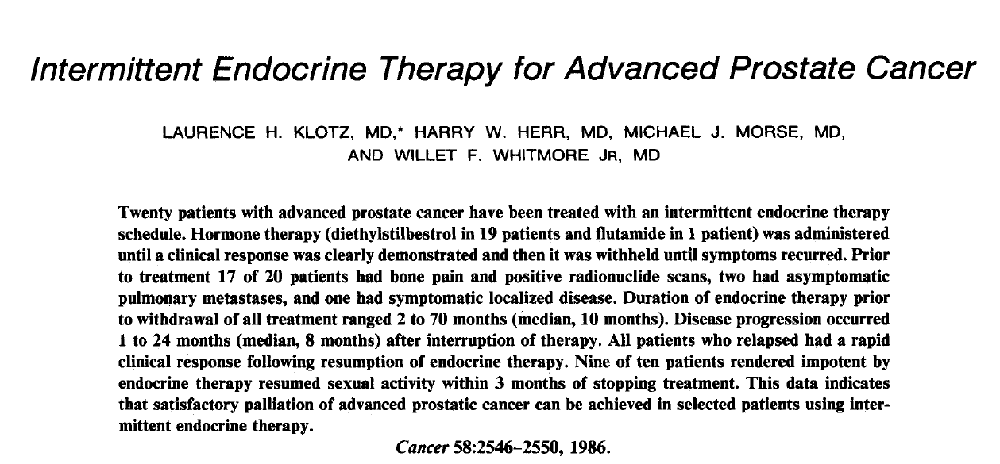 Intermittent Endocrine Therapy for Advanced Prostate Cancer
LAURENCE H. KLOTZ, MD,* HARRY W. HERR, MD, MICHAEL J. MORSE, MD,
AND WILLET F. WHITMORE JR, MD
Twenty patients with advanced prostate cancer have been treated with an intermittent endocrine therapy
schedule. Hormone therapy (diethylstilbestrol in 19 patients and flutamide in 1 patient) was administered
until a clinical response was clearly demonstrated and then it was withheld until symptoms recurred. Prior
to treatment 17 of 20 patients had bone pain and positive radionuclide scans, two had asymptomatic
pulmonary metastases, and one had symptomatic localized disease. Duration of endocrine therapy prior
to withdrawal of all treatment ranged 2 to 70 months (median, 10 months). Disease progression occurred
1 to 24 months (median, 8 months) after interruption of therapy. All patients who relapsed had a rapid
clinical response following resumption of endocrine therapy. Nine of ten patients rendered impotent by
endocrine therapy resumed sexual activity within 3 months of stopping treatment. This data indicates
that satisfactory palliation of advanced prostatic cancer can be achieved in selected patients using inter-
mittent endocrine therapy.
Cancer 58:2546–2550, 1986.